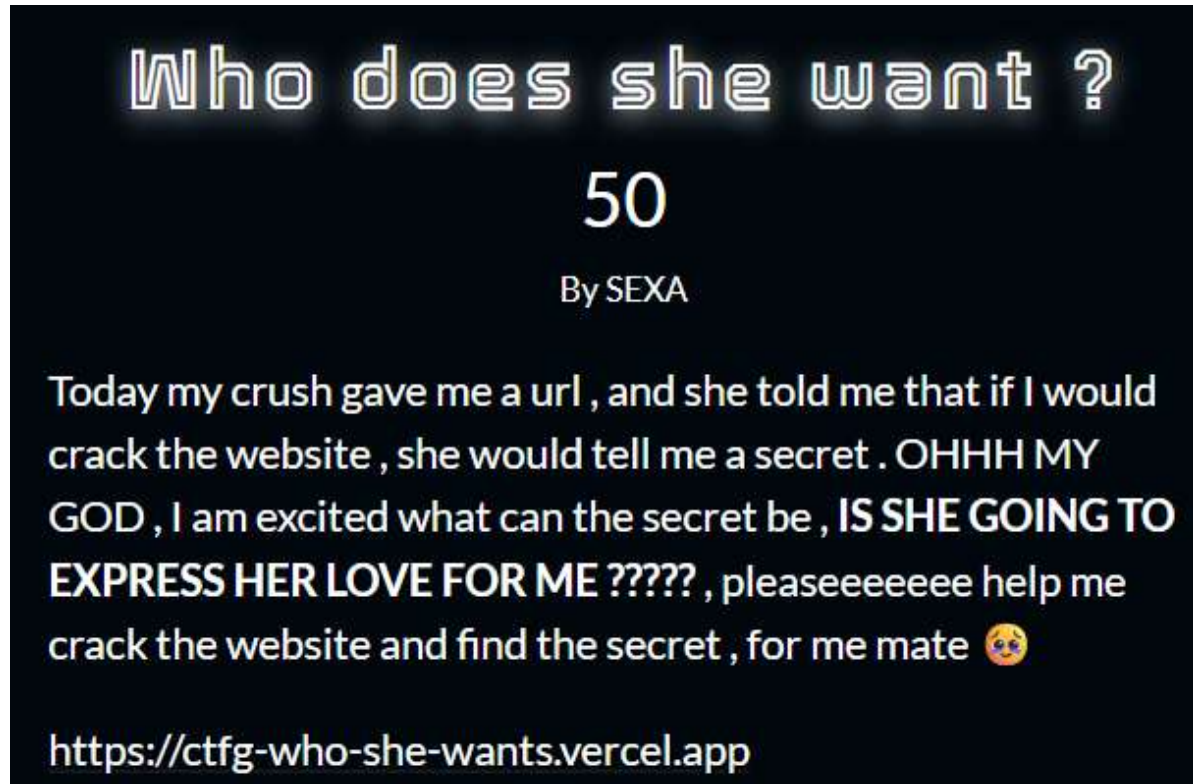 Who does she want ?
50
By SEXA
Today my crush gave me a url , and she told me that if I would
crack the website , she would tell me a secret . OHHH MY
GOD , I am excited what can the secret be , IS SHE GOING TO
EXPRESS HER LOVE FOR ME ????? , pleaseeeeeee help me
crack the website and find the secret , for me mate 🥹
https://ctfg-who-she-wants.vercel.app